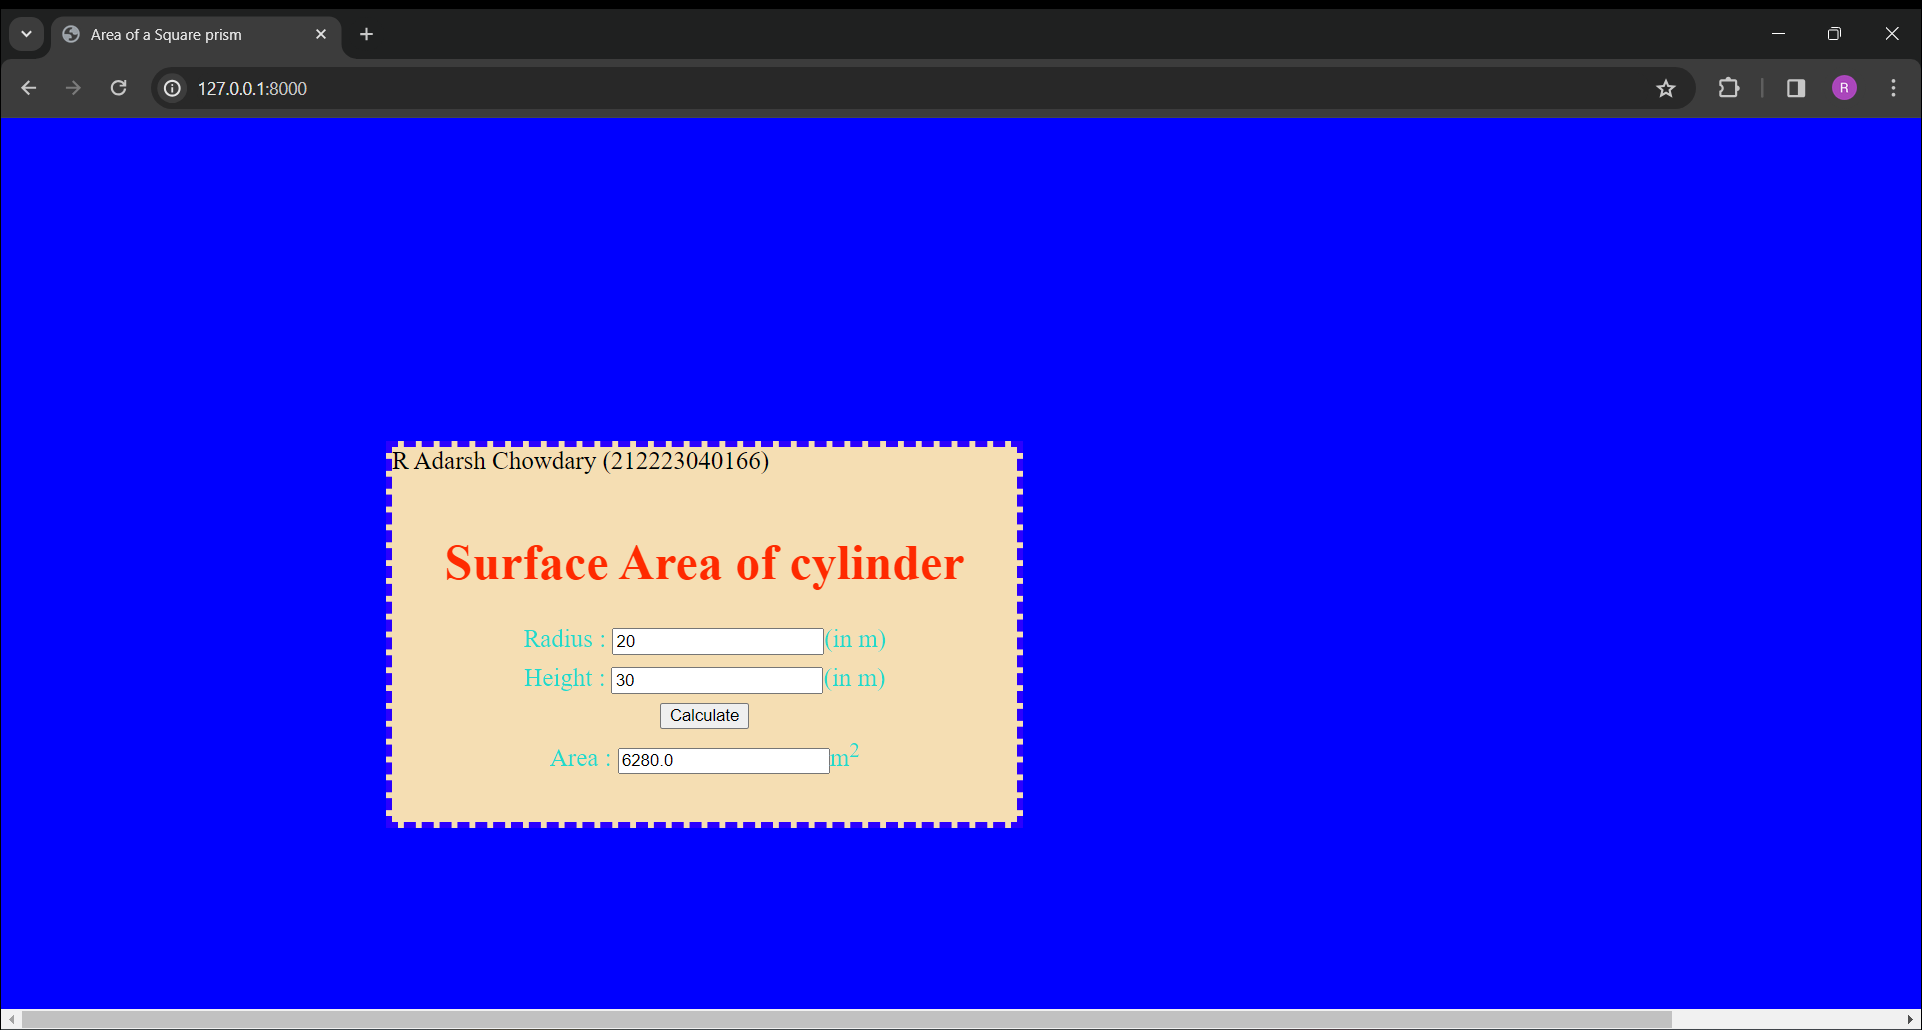 Area of a Square prism
127.0.0.1:8000
R
R Adarsh Chowdary (212223040166)
Surface Area of cylinder
Radius : 20 (in m)
Height : 30 (in m)
Calculate
Area : 6280.0 m²